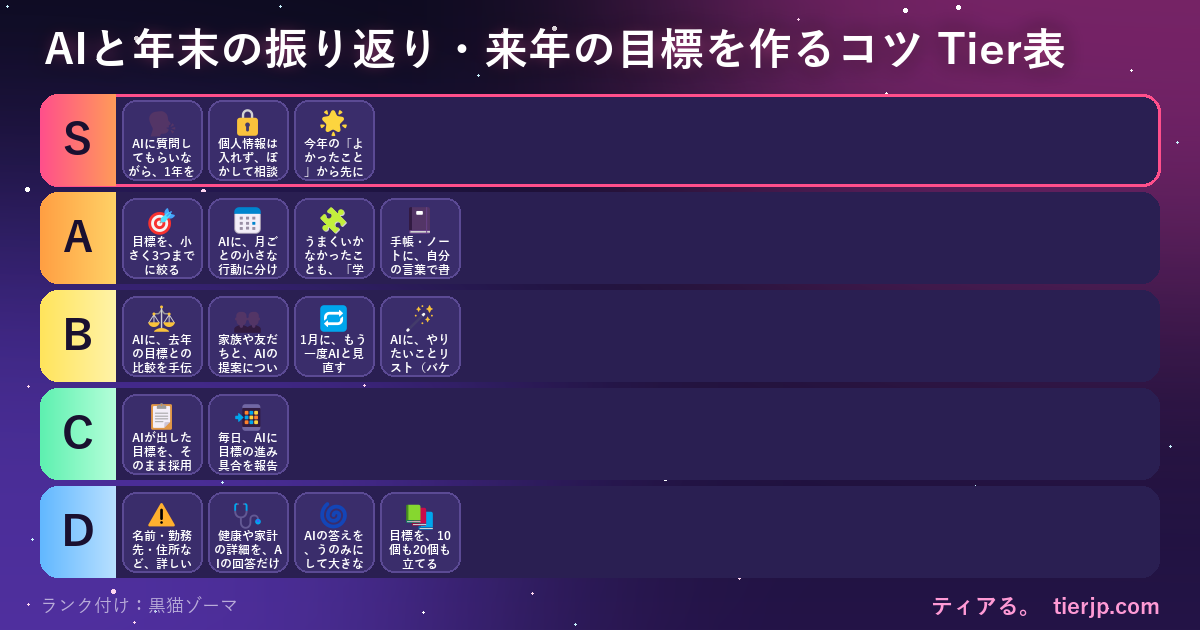 AIと年末の振り返り・来年の目標を作るコツ Tier表
S
AIに質問し
てもらいな
がら、1年を
個人情報は
入れず、ぼ
かして相談
今年の「よ
かったこと
」から先に
A
目標を、小
さく3つまで
に絞る
AIに、月ご
との小さな
行動に分け
うまくいか
なかったこ
とも、「学
手帳・ノー
トに、自分
の言葉で書
B
AIに、去年
の目標との
比較を手伝
家族や友だ
ちと、AIの
提案につい
1月に、もう
一度AIと見
直す
AIに、やり
たいことリ
スト（バケ
C
AIが出した
目標を、そ
のまま採用
毎日、AIに
目標の進み
具合を報告
D
名前・勤務
先・住所な
ど、詳しい
健康や家計
の詳細を、A
Iの回答だけ
AIの答えを
、うのみに
して大きな
目標を、10
個も20個も
立てる
ランク付け：黒猫ゾーマ
ティアる。 tierjp.com